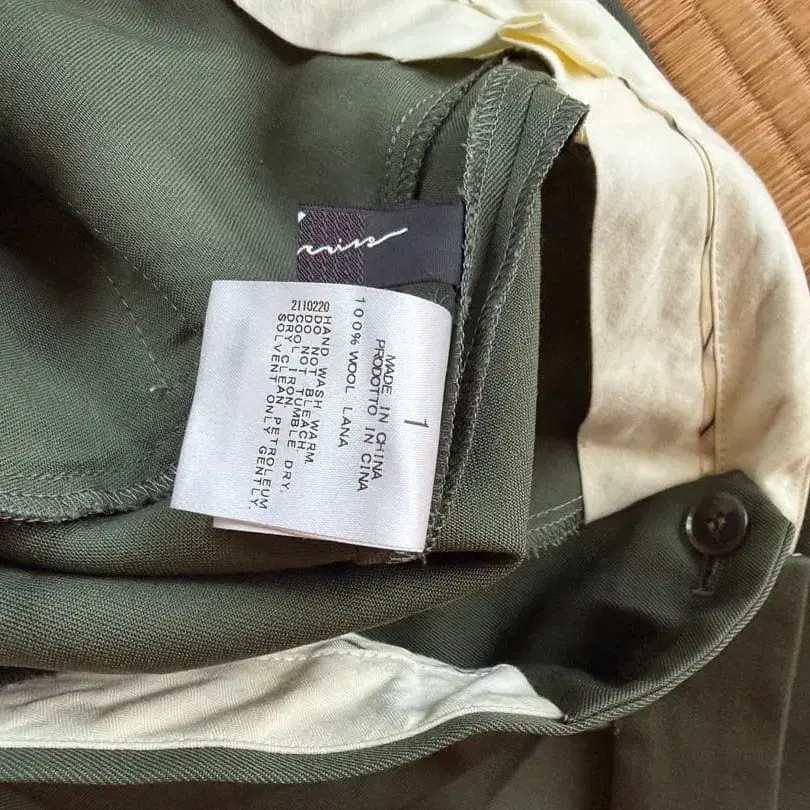 1
MADE IN CHINA
PRODOTTO IN CINA
100% WOOL LANA
2110220
HAND WASH WARM.
DO NOT BLEACH.
DO NOT TUMBLE DRY.
COOL IRON.
DRY CLEAN, PETROLEUM
SOLVENT ONLY GENTLY.